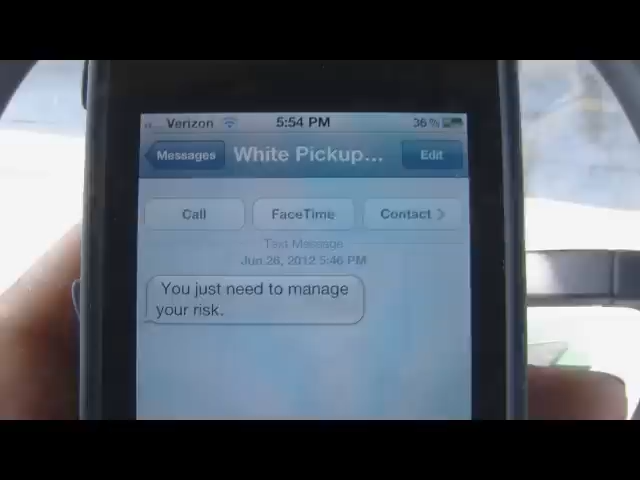 Verizon 5:54 PM 36 %
Messages White Pickup... Edit
Call FaceTime Contact
Text Message
Jun 26, 2012 5:46 PM
You just need to manage
your risk.